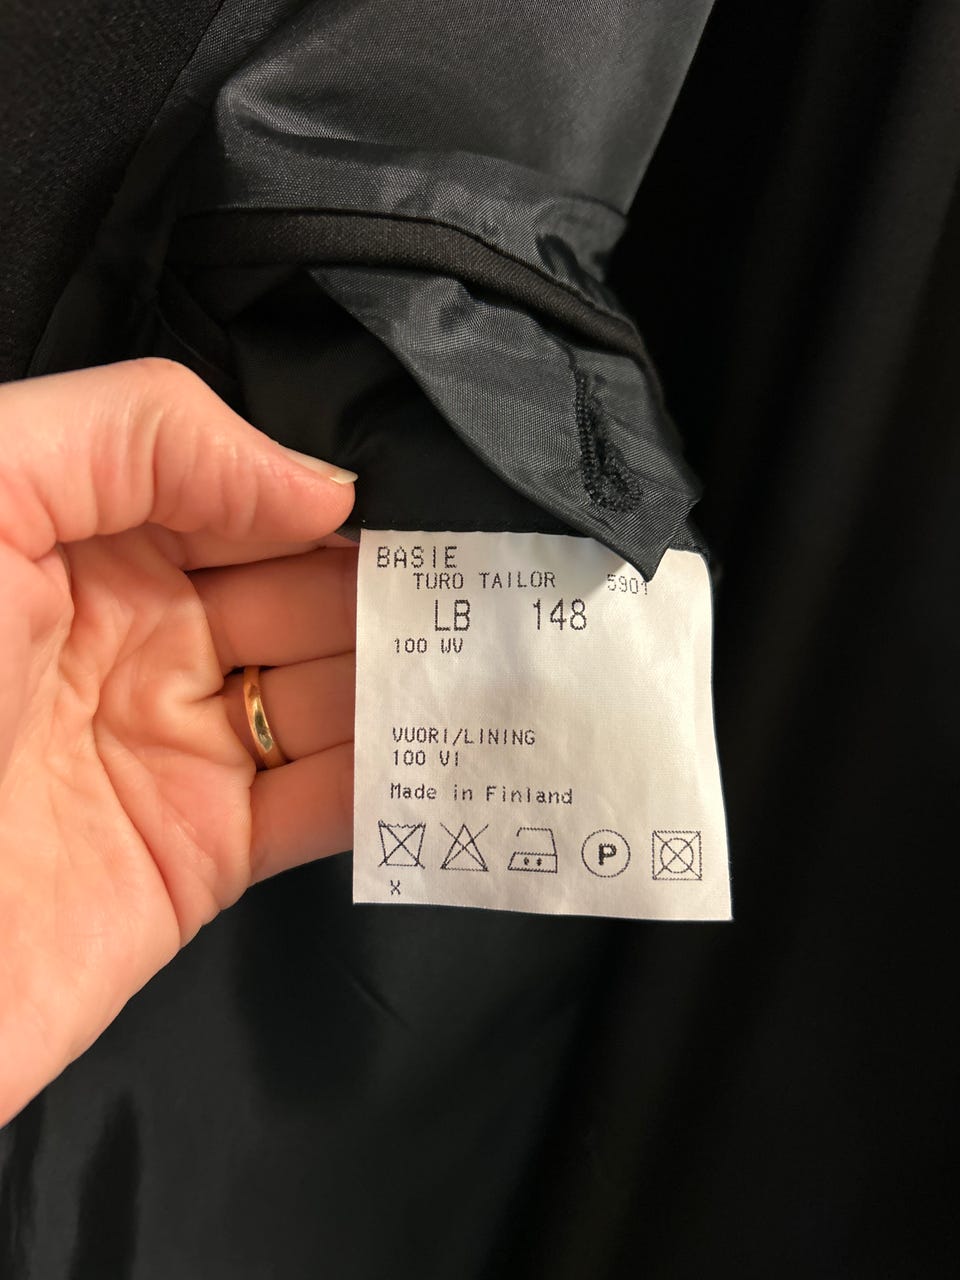 BASIE
TURO TAILOR 5901
LB 148
100 WV
VUORI/LINING
100 VI
Made in Finland
P
X